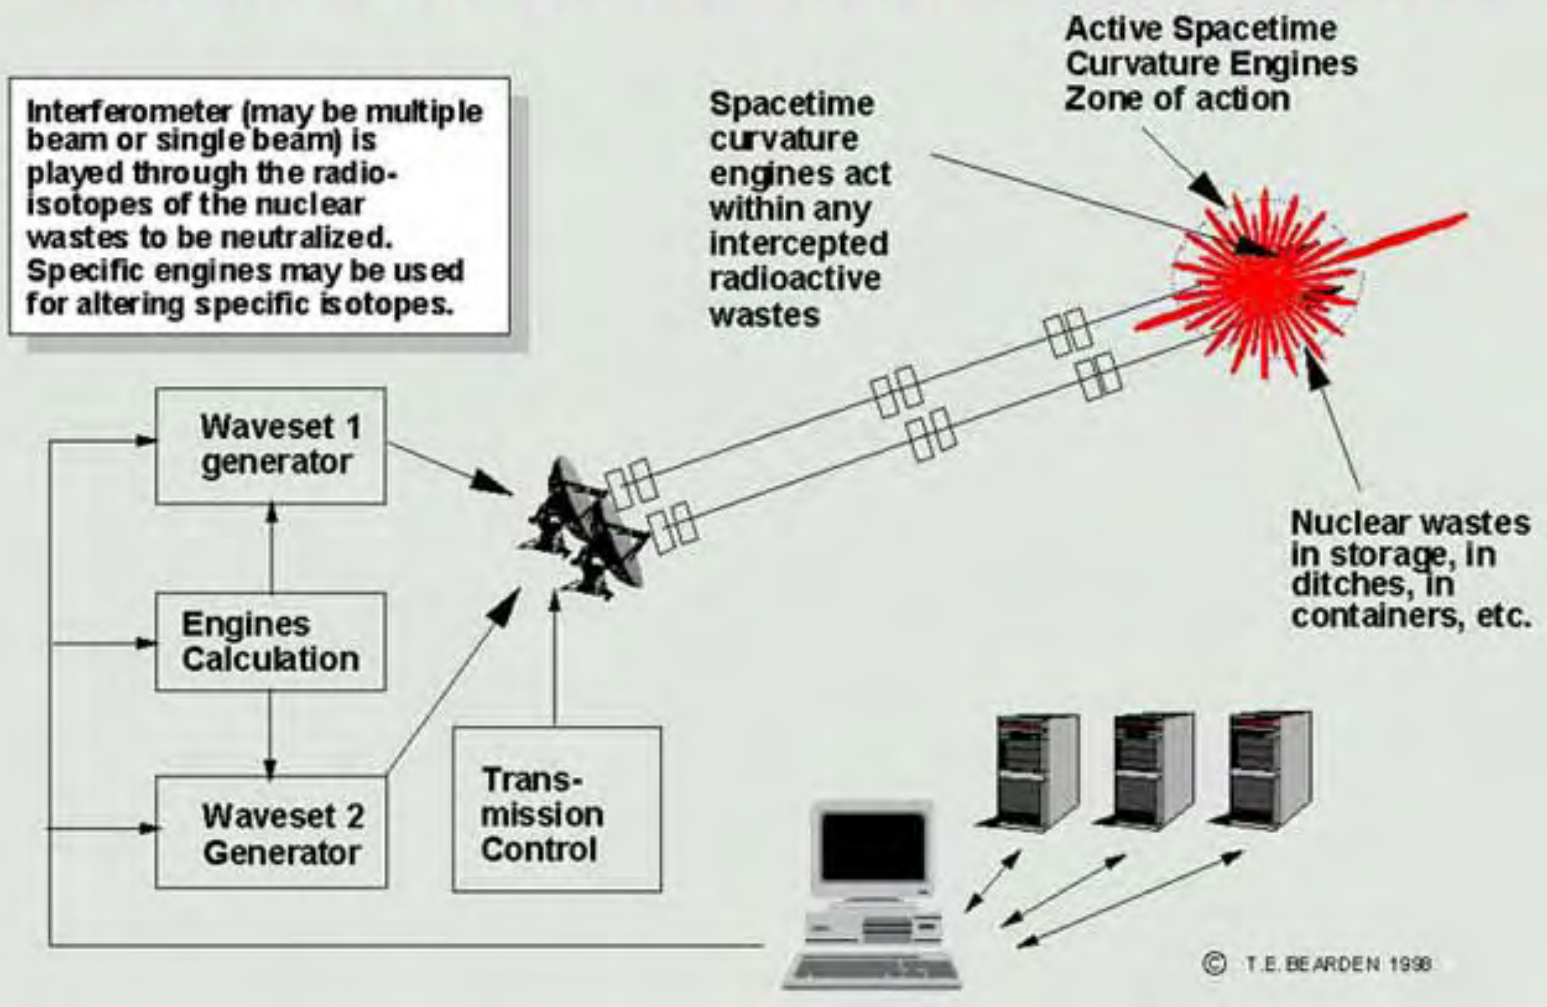 Active Spacetime
Curvature Engines
Zone of action
Interferometer (may be multiple
beam or single beam) is
played through the radio-
isotopes of the nuclear
wastes to be neutralized.
Specific engines may be used
for altering specific isotopes.
Spacetime
curvature
engines act
within any
intercepted
radioactive
wastes
Waveset 1
generator
Nuclear wastes
in storage, in
ditches, in
containers, etc.
Engines
Calculation
Trans-
mission
Control
Waveset 2
Generator
© T.E. BEARDEN 1998